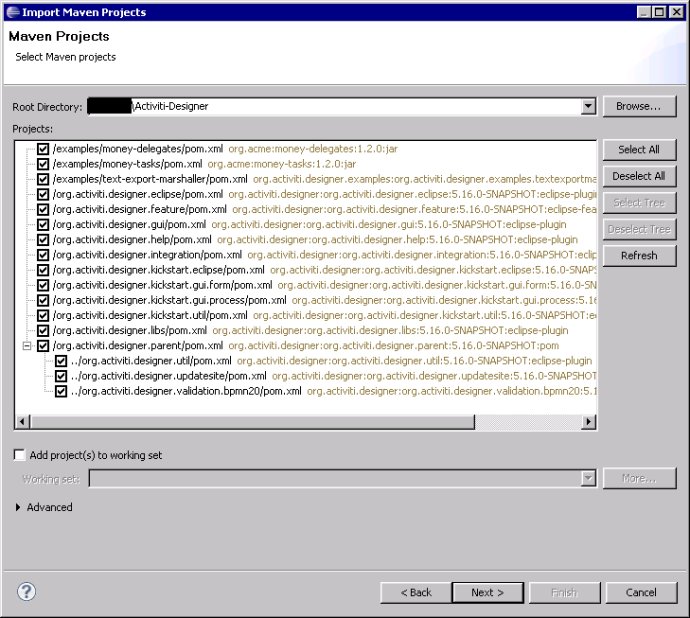 Import Maven Projects
Maven Projects
Select Maven projects
Root Directory: \Activiti-Designer Browse...
Projects:
/examples/money-delegates/pom.xml org.acme:money-delegates:1.2.0:jar
/examples/money-tasks/pom.xml org.acme:money-tasks:1.2.0:jar
/examples/text-export-marshaller/pom.xml org.activiti.designer.examples:org.activiti.designer.examples.textexportma
/org.activiti.designer.eclipse/pom.xml org.activiti.designer:org.activiti.designer.eclipse:5.16.0-SNAPSHOT:eclipse-plugin
/org.activiti.designer.feature/pom.xml org.activiti.designer:org.activiti.designer.feature:5.16.0-SNAPSHOT:eclipse-fea
/org.activiti.designer.gui/pom.xml org.activiti.designer:org.activiti.designer.gui:5.16.0-SNAPSHOT:eclipse-plugin
/org.activiti.designer.help/pom.xml org.activiti.designer:org.activiti.designer.help:5.16.0-SNAPSHOT:eclipse-plugin
/org.activiti.designer.integration/pom.xml org.activiti.designer:org.activiti.designer.integration:5.16.0-SNAPSHOT:eclip
/org.activiti.designer.kickstart.eclipse/pom.xml org.activiti.designer:org.activiti.designer.kickstart.eclipse:5.16.0-SNAPS
/org.activiti.designer.kickstart.gui.form/pom.xml org.activiti.designer:org.activiti.designer.kickstart.gui.form:5.16.0-SNAP
/org.activiti.designer.kickstart.gui.process/pom.xml org.activiti.designer:org.activiti.designer.kickstart.gui.process:5.16
/org.activiti.designer.kickstart.util/pom.xml org.activiti.designer:org.activiti.designer.kickstart.util:5.16.0-SNAPSHOT:e
/org.activiti.designer.libs/pom.xml org.activiti.designer:org.activiti.designer.libs:5.16.0-SNAPSHOT:eclipse-plugin
/org.activiti.designer.parent/pom.xml org.activiti.designer:org.activiti.designer.parent:5.16.0-SNAPSHOT:pom
../org.activiti.designer.util/pom.xml org.activiti.designer:org.activiti.designer.util:5.16.0-SNAPSHOT:eclipse-plugin
../org.activiti.designer.updatesite/pom.xml org.activiti.designer:org.activiti.designer.updatesite:5.16.0-SNAPSHOT
../org.activiti.designer.validation.bpmn20/pom.xml org.activiti.designer:org.activiti.designer.validation.bpmn20:5.1
Select All
Deselect All
Select Tree
Deselect Tree
Refresh
Add project(s) to working set
Working set: More...
Advanced
? < Back Next > Finish Cancel